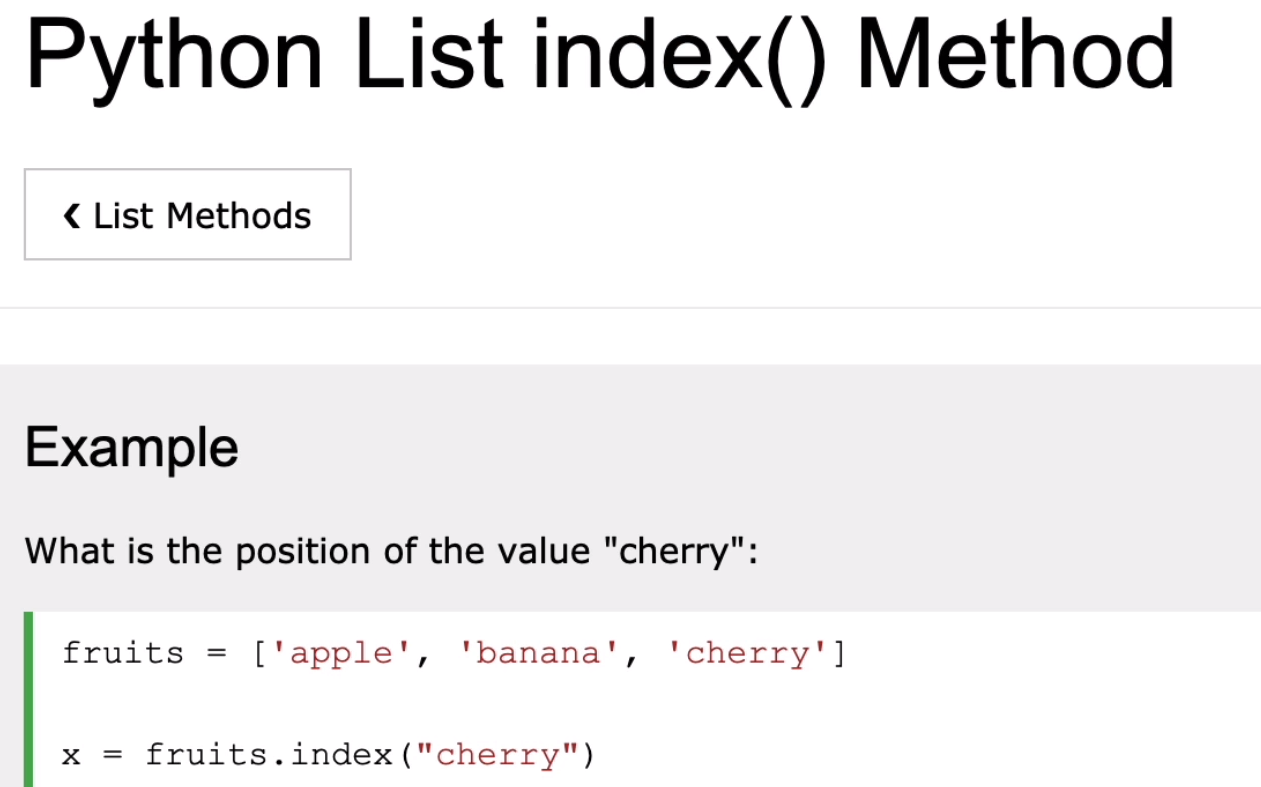 Python List index() Method
❮ List Methods
Example
What is the position of the value "cherry":
fruits = ['apple', 'banana', 'cherry']
x = fruits.index("cherry")